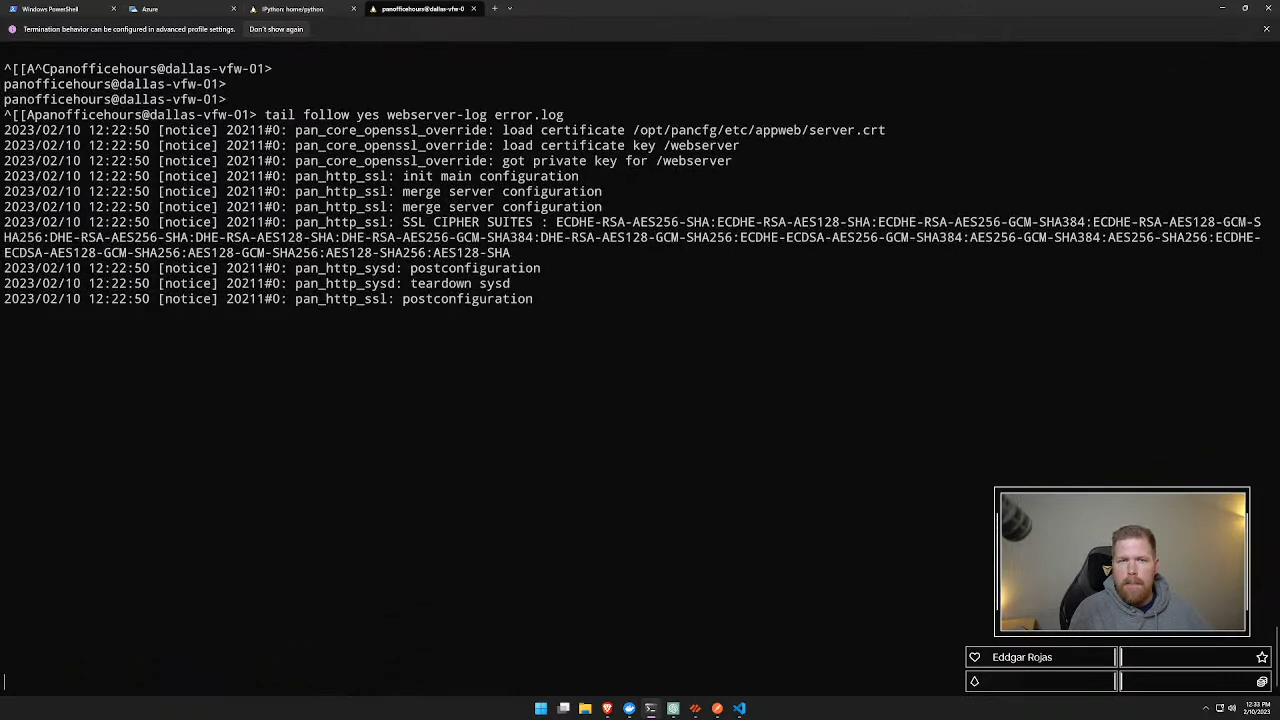 Windows PowerShell
Azure
IPython: home/python
panofficehours@dallas-vfw-0
Termination behavior can be configured in advanced profile settings.
Don't show again
^[[A^Cpanofficehours@dallas-vfw-01>
panofficehours@dallas-vfw-01>
panofficehours@dallas-vfw-01>
^[[Apanofficehours@dallas-vfw-01> tail follow yes webserver-log error.log
2023/02/10 12:22:50 [notice] 20211#0: pan_core_openssl_override: load certificate /opt/pancfg/etc/appweb/server.crt
2023/02/10 12:22:50 [notice] 20211#0: pan_core_openssl_override: load certificate key /webserver
2023/02/10 12:22:50 [notice] 20211#0: pan_core_openssl_override: got private key for /webserver
2023/02/10 12:22:50 [notice] 20211#0: pan_http_ssl: init main configuration
2023/02/10 12:22:50 [notice] 20211#0: pan_http_ssl: merge server configuration
2023/02/10 12:22:50 [notice] 20211#0: pan_http_ssl: merge server configuration
2023/02/10 12:22:50 [notice] 20211#0: pan_http_ssl: SSL CIPHER SUITES : ECDHE-RSA-AES256-SHA:ECDHE-RSA-AES128-SHA:ECDHE-RSA-AES256-GCM-SHA384:ECDHE-RSA-AES128-GCM-S
HA256:DHE-RSA-AES256-SHA:DHE-RSA-AES128-SHA:DHE-RSA-AES256-GCM-SHA384:DHE-RSA-AES128-GCM-SHA256:ECDHE-ECDSA-AES256-GCM-SHA384:AES256-GCM-SHA384:AES256-SHA256:ECDHE-
ECDSA-AES128-GCM-SHA256:AES128-GCM-SHA256:AES128-SHA256:AES128-SHA
2023/02/10 12:22:50 [notice] 20211#0: pan_http_sysd: postconfiguration
2023/02/10 12:22:50 [notice] 20211#0: pan_http_sysd: teardown sysd
2023/02/10 12:22:50 [notice] 20211#0: pan_http_ssl: postconfiguration
Eddgar Rojas
12:33 PM
2/10/2023